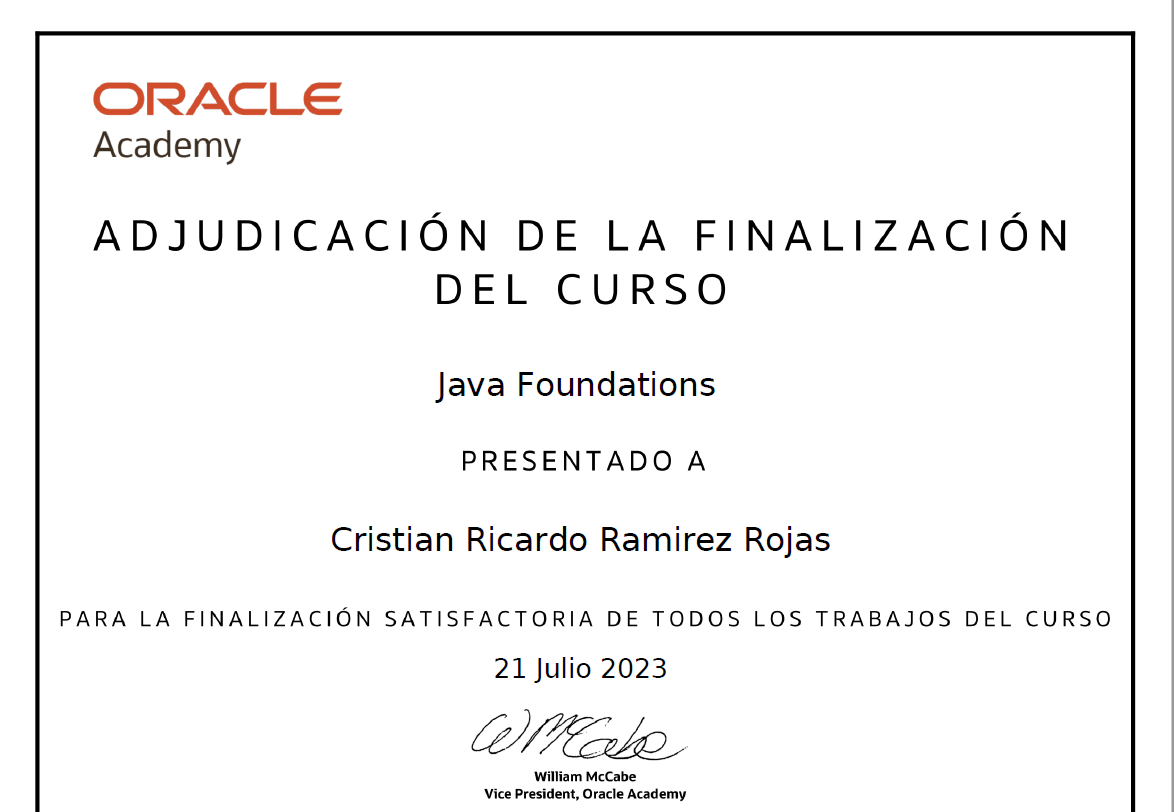 ORACLE
Academy
ADJUDICACIÓN DE LA FINALIZACIÓN
DEL CURSO
Java Foundations
PRESENTADO A
Cristian Ricardo Ramirez Rojas
PARA LA FINALIZACIÓN SATISFACTORIA DE TODOS LOS TRABAJOS DEL CURSO
21 Julio 2023
W McCabe
William McCabe
Vice President, Oracle Academy